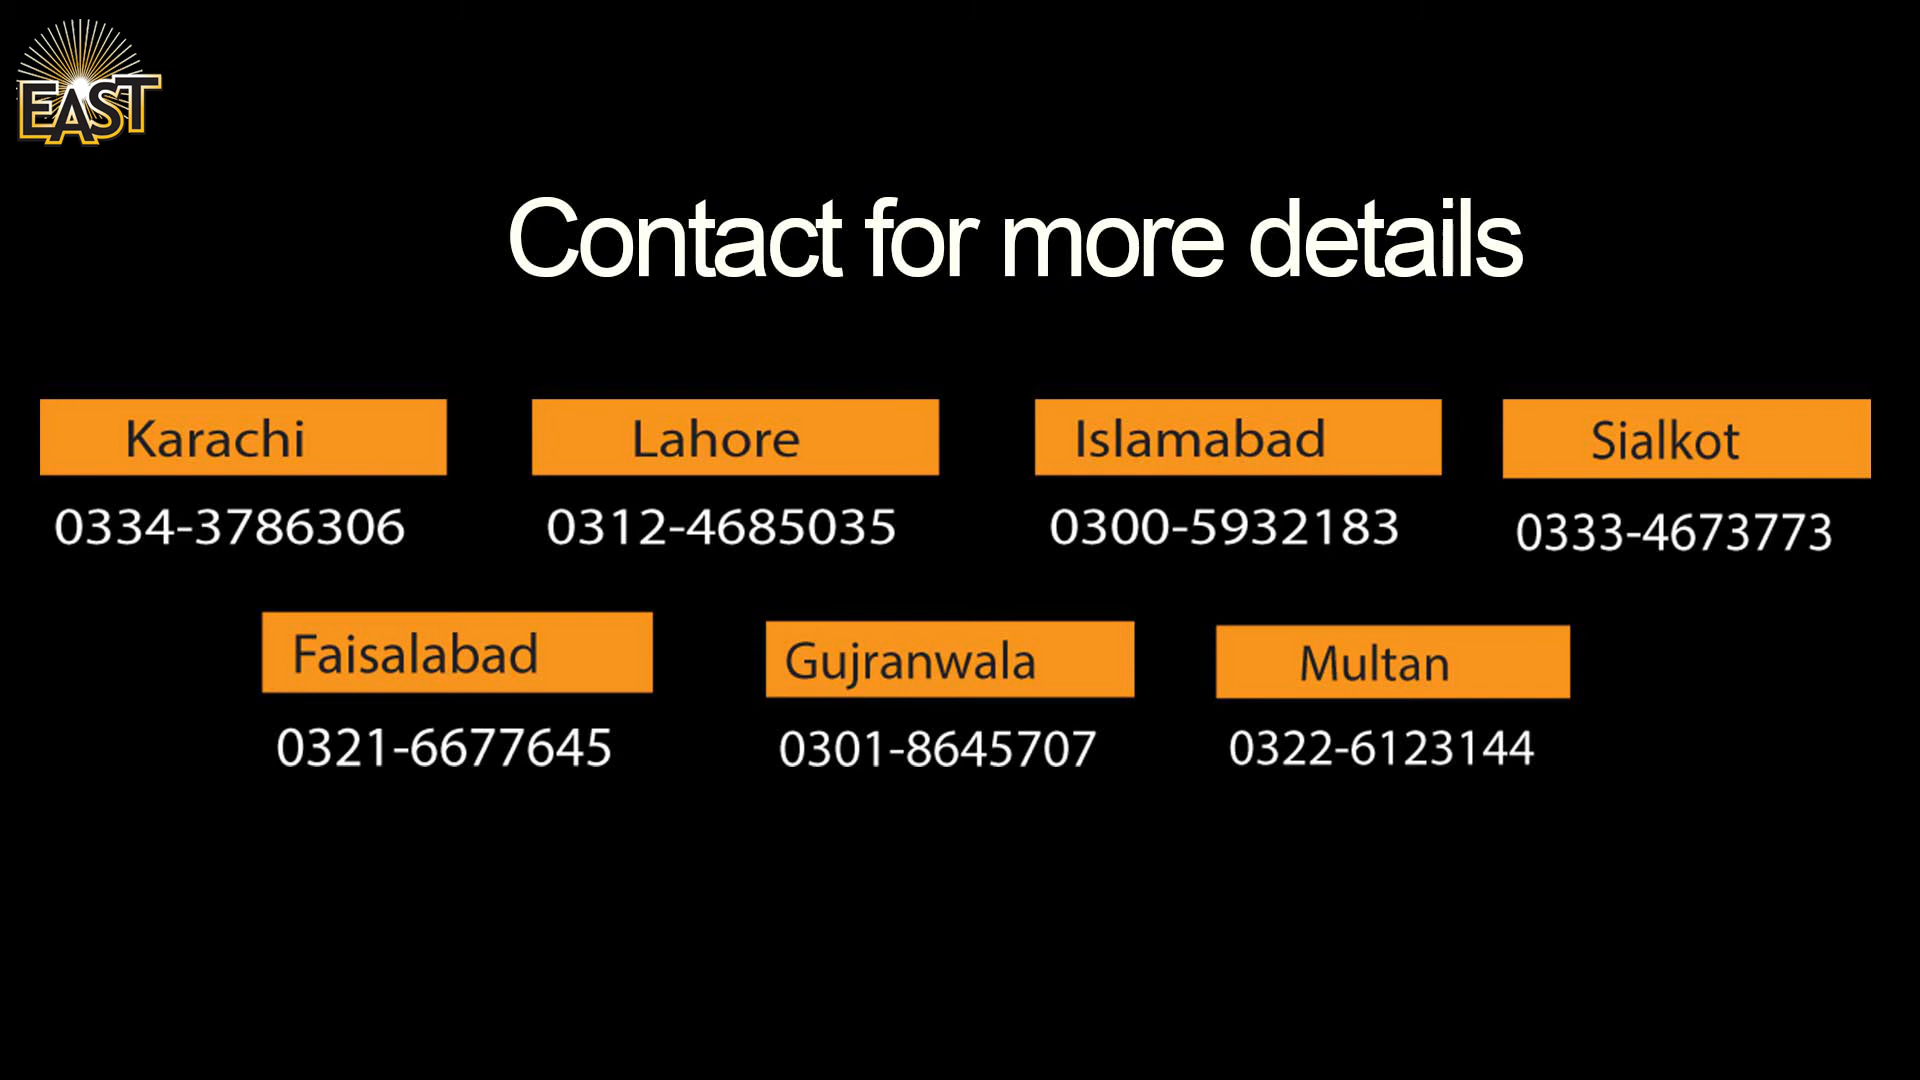 EAST
Contact for more details
Karachi
Lahore
Islamabad
Sialkot
0334-3786306
0312-4685035
0300-5932183
0333-4673773
Faisalabad
Gujranwala
Multan
0321-6677645
0301-8645707
0322-6123144